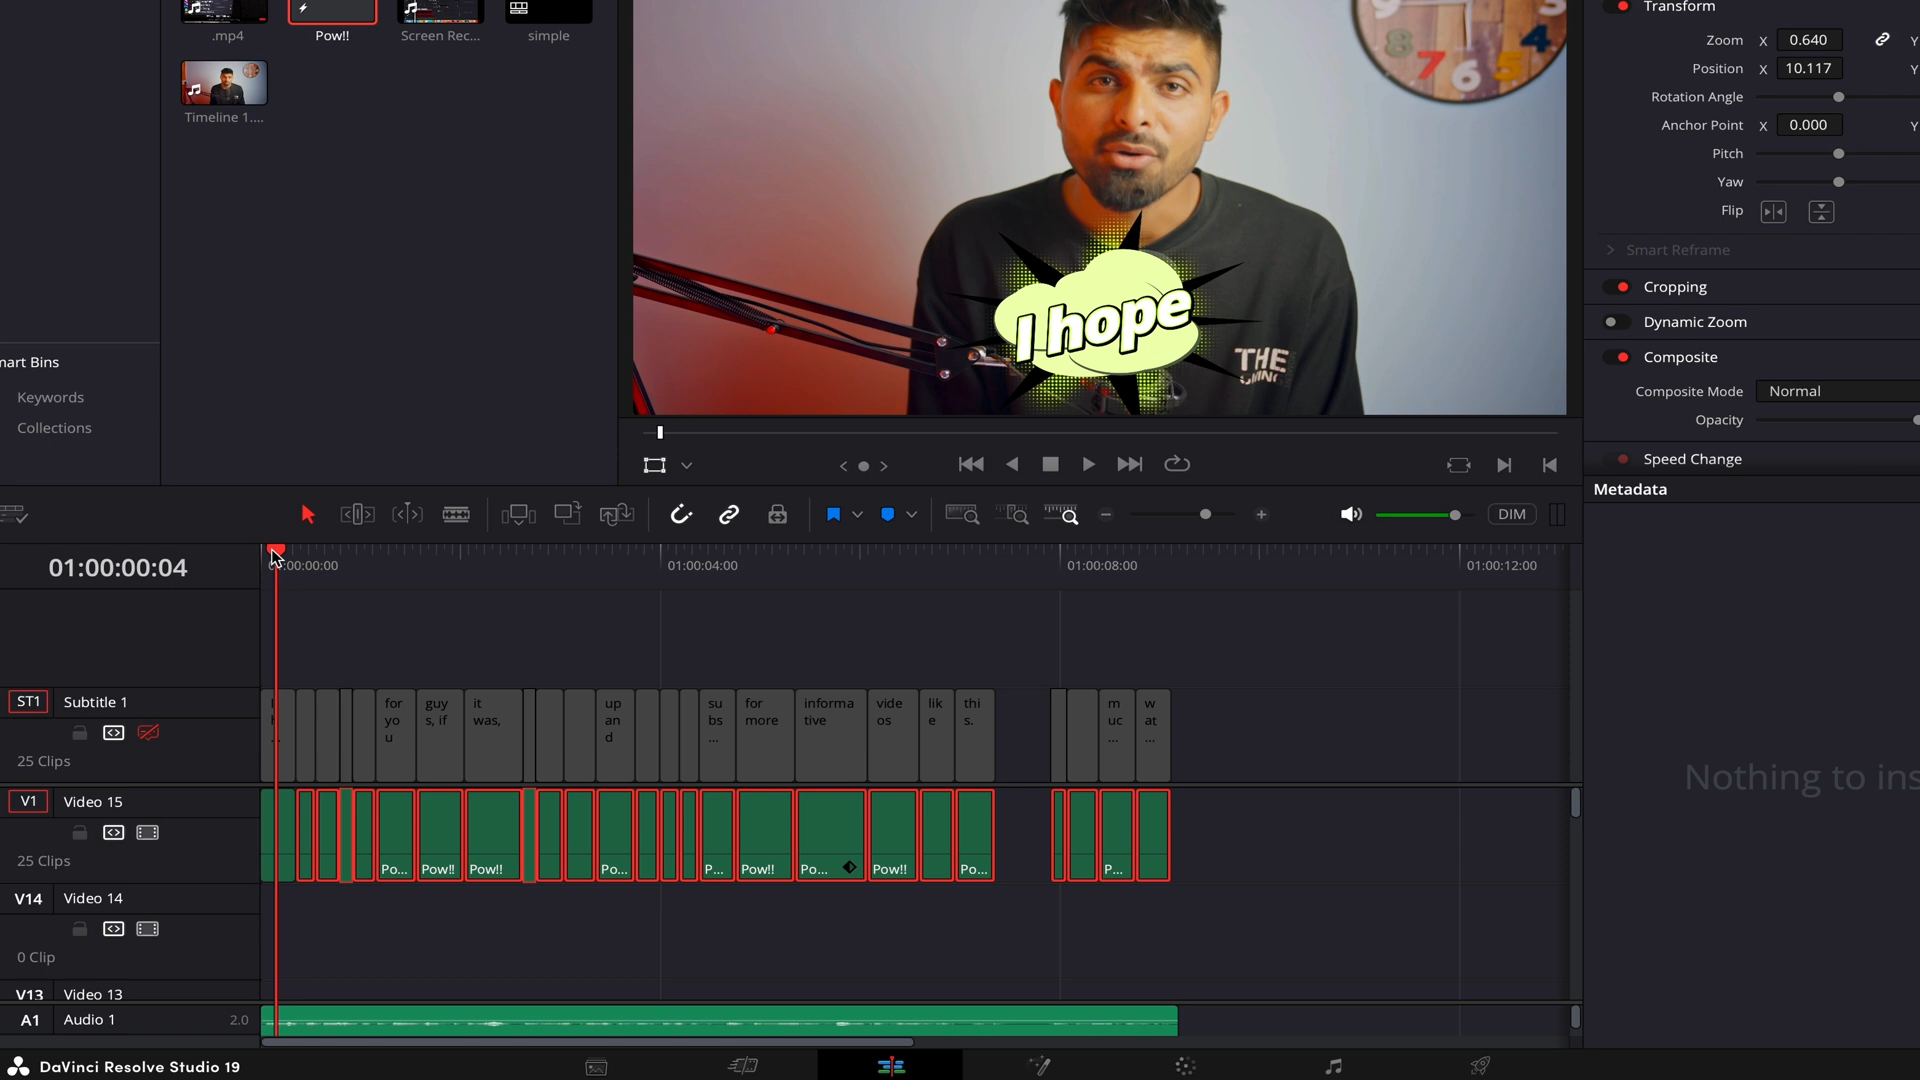 .mp4
Pow!!
Screen Rec...
simple
Timeline 1....
mart Bins
Keywords
Collections
I hope
THE
Transform
Zoom X 0.640 Y
Position X 10.117 Y
Rotation Angle
Anchor Point X 0.000 Y
Pitch
Yaw
Flip
Smart Reframe
Cropping
Dynamic Zoom
Composite
Composite Mode Normal
Opacity
Speed Change
Metadata
Nothing to ins
DIM
01:00:00:04
:00:00:00
01:00:04:00
01:00:08:00
01:00:12:00
ST1 Subtitle 1
25 Clips
for
yo
u
guy
s, if
it
was,
up
an
d
su
bs
...
for
more
informa
tive
vide
os
lik
e
thi
s.
m
uc
...
w
at
...
V1 Video 15
25 Clips
Po... Pow!! Pow!! Po... P... Pow!! Po... Pow!! Po... P...
V14 Video 14
0 Clip
V13 Video 13
A1 Audio 1 2.0
DaVinci Resolve Studio 19